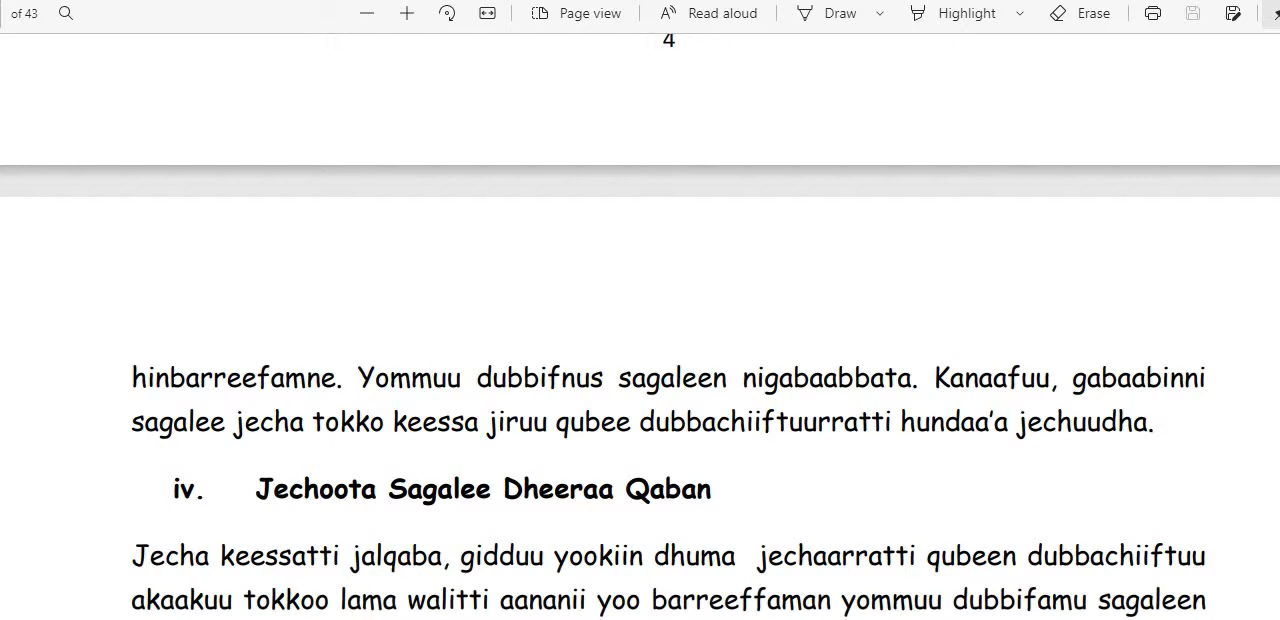 of 43 Page view Read aloud Draw Highlight Erase
4
hinbarreefamne. Yommuu dubbifnus sagaleen nigabaabbata. Kanaafuu, gabaabinni
sagalee jecha tokko keessa jiruu qubee dubbachiiftuurratti hundaa'a jechuudha.
iv. Jechoota Sagalee Dheeraa Qaban
Jecha keessatti jalqaba, gidduu yookiin dhuma jechaarratti qubeen dubbachiiftuu
akaakuu tokkoo lama walitti aananii yoo barreeffaman yommuu dubbifamu sagaleen